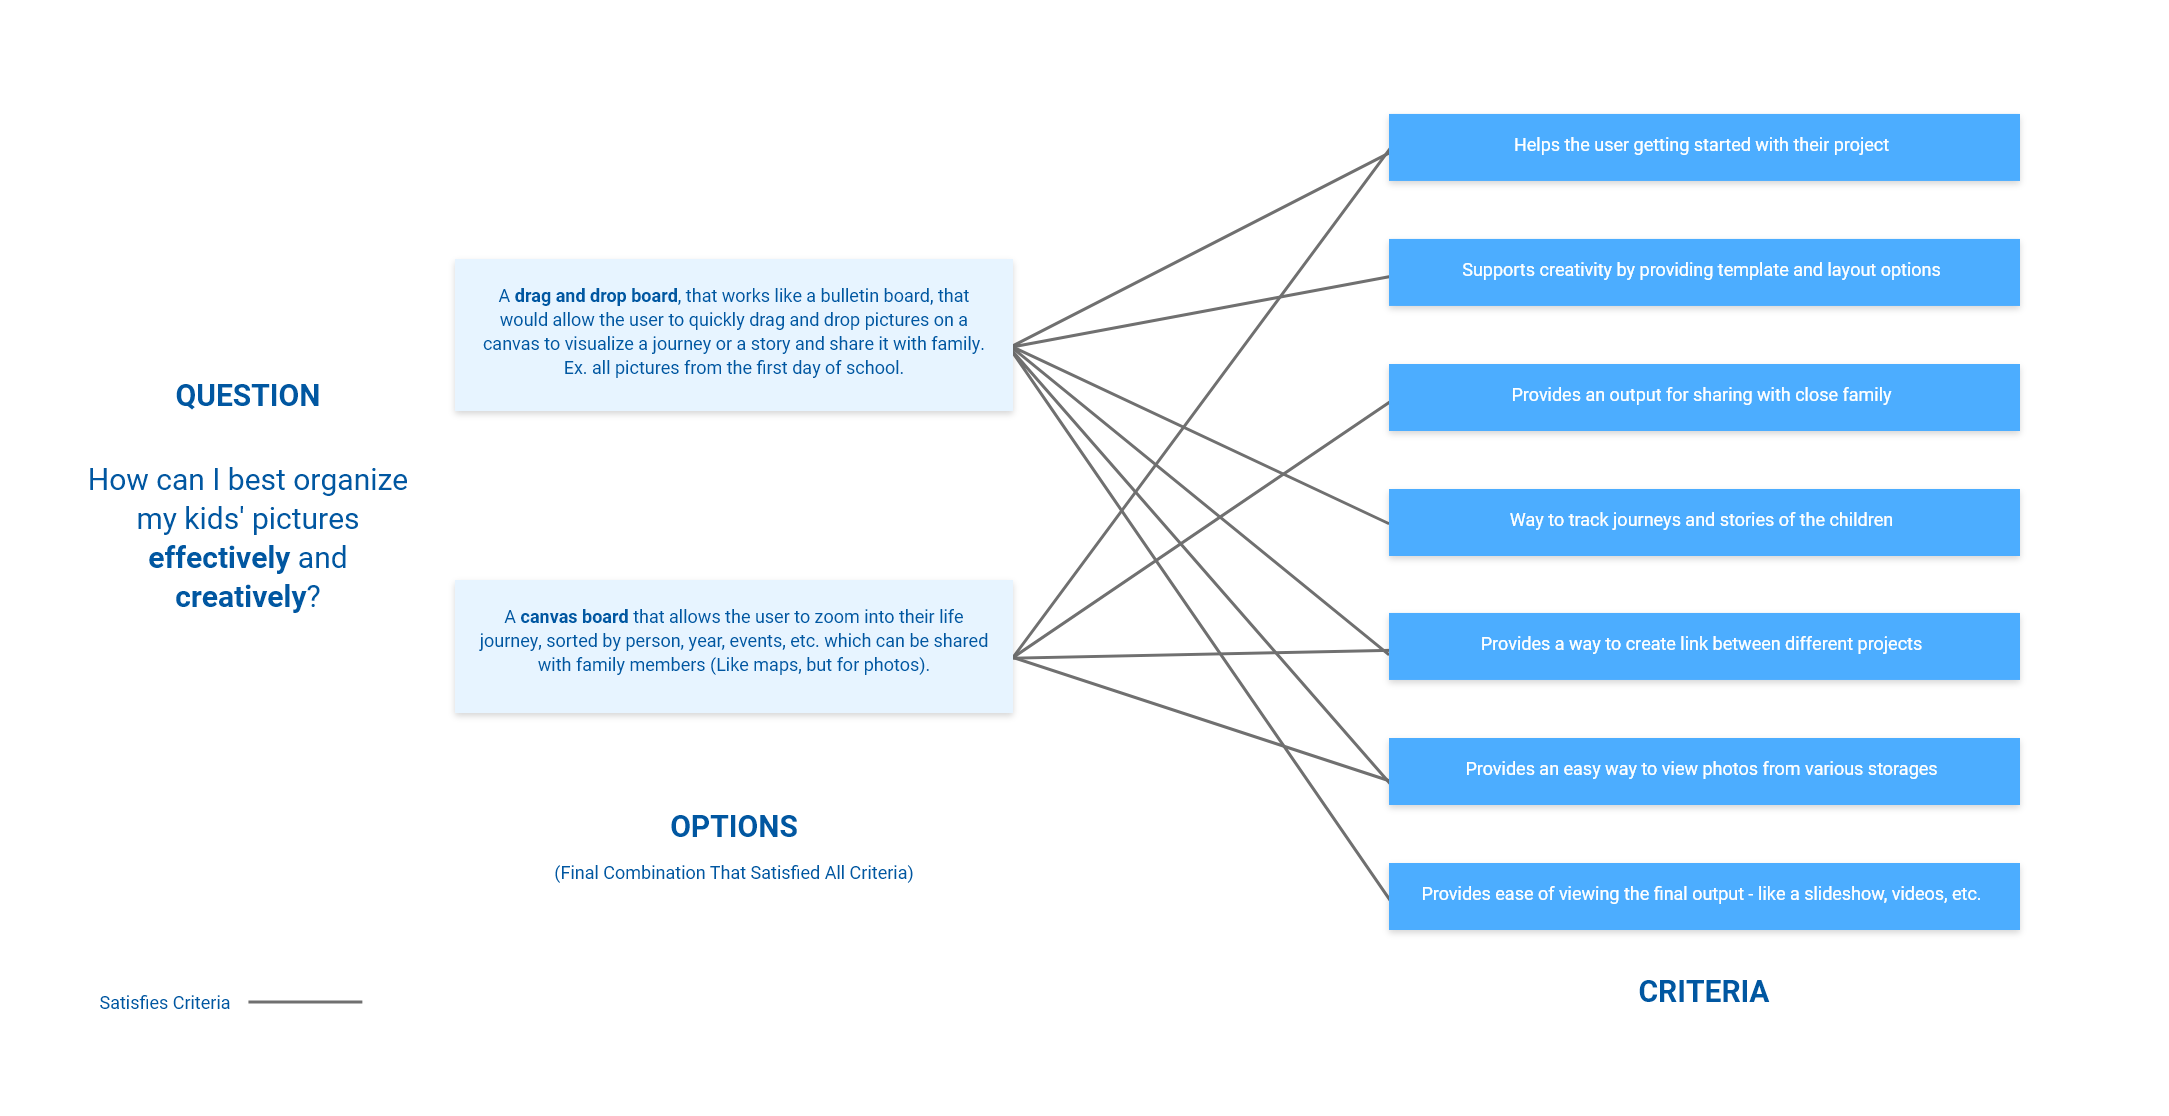 QUESTION
How can I best organize
my kids' pictures
effectively and
creatively?
A drag and drop board, that works like a bulletin board, that
would allow the user to quickly drag and drop pictures on a
canvas to visualize a journey or a story and share it with family.
Ex. all pictures from the first day of school.
A canvas board that allows the user to zoom into their life
journey, sorted by person, year, events, etc. which can be shared
with family members (Like maps, but for photos).
OPTIONS
(Final Combination That Satisfied All Criteria)
Helps the user getting started with their project
Supports creativity by providing template and layout options
Provides an output for sharing with close family
Way to track journeys and stories of the children
Provides a way to create link between different projects
Provides an easy way to view photos from various storages
Provides ease of viewing the final output - like a slideshow, videos, etc.
CRITERIA
Satisfies Criteria